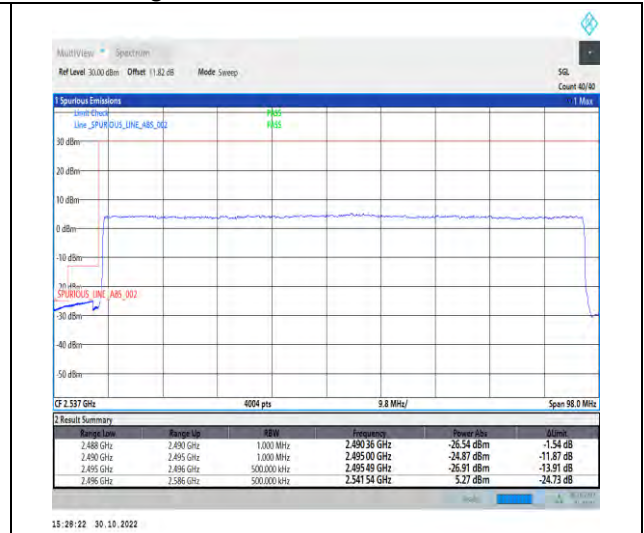 MultiView Spectrum
Ref Level 30.00 dBm Offset 11.82 dB Mode Sweep SGL
Count 40/40
1 Spurious Emissions 1 Max
Limit Check PASS
Line _SPURIOUS_LINE_ABS_002 PASS
30 dBm
20 dBm
10 dBm
0 dBm
-10 dBm
-20 dBm
SPURIOUS_LINE_ABS_002
-30 dBm
-40 dBm
-50 dBm
CF 2.537 GHz 4004 pts 9.8 MHz/ Span 98.0 MHz
2 Result Summary
Range Low Range Up RBW Frequency Power Abs ΔLimit
2.488 GHz 2.490 GHz 1.000 MHz 2.490 36 GHz -26.54 dBm -1.54 dB
2.490 GHz 2.495 GHz 1.000 MHz 2.495 00 GHz -24.87 dBm -11.87 dB
2.495 GHz 2.496 GHz 500.000 kHz 2.495 49 GHz -26.91 dBm -13.91 dB
2.496 GHz 2.586 GHz 500.000 kHz 2.541 54 GHz 5.27 dBm -24.73 dB
15:28:22 30.10.2022